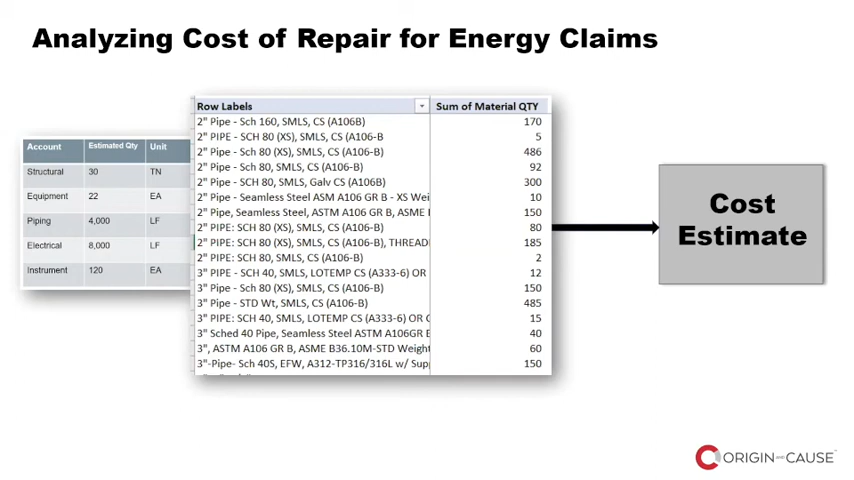 Analyzing Cost of Repair for Energy Claims
Account Estimated Qty Unit
Structural 30 TN
Equipment 22 EA
Piping 4,000 LF
Electrical 8,000 LF
Instrument 120 EA
Row Labels Sum of Material QTY
2" Pipe - Sch 160, SMLS, CS (A106B) 170
2" PIPE - SCH 80 (XS), SMLS, CS (A106-B 5
2" Pipe - Sch 80 (XS), SMLS, CS (A106-B) 486
2" Pipe - Sch 80, SMLS, CS (A106-B) 92
2" Pipe - SCH 80, SMLS, Galv CS (A106B) 300
2" Pipe - Seamless Steel ASM A106 GR B - XS Wei 10
2" Pipe, Seamless Steel, ASTM A106 GR B, ASME 150
2" PIPE: SCH 80 (XS), SMLS, CS (A106-B) 80
2" PIPE: SCH 80 (XS), SMLS, CS (A106-B), THREAD 185
2" PIPE: SCH 80, SMLS, CS (A106-B) 2
3" PIPE - SCH 40, SMLS, LOTEMP CS (A333-6) OR 12
3" Pipe - Sch 80 (XS), SMLS, CS (A106-B) 150
3" Pipe - STD Wt, SMLS, CS (A106-B) 485
3" PIPE: SCH 40, SMLS, LOTEMP CS (A333-6) OR 15
3" Sched 40 Pipe, Seamless Steel ASTM A106GR 40
3", ASTM A106 GR B, ASME B36.10M-STD Weight 60
3"-Pipe- Sch 40S, EFW, A312-TP316/316L w/ Sup 150
Cost
Estimate
ORIGIN AND CAUSE